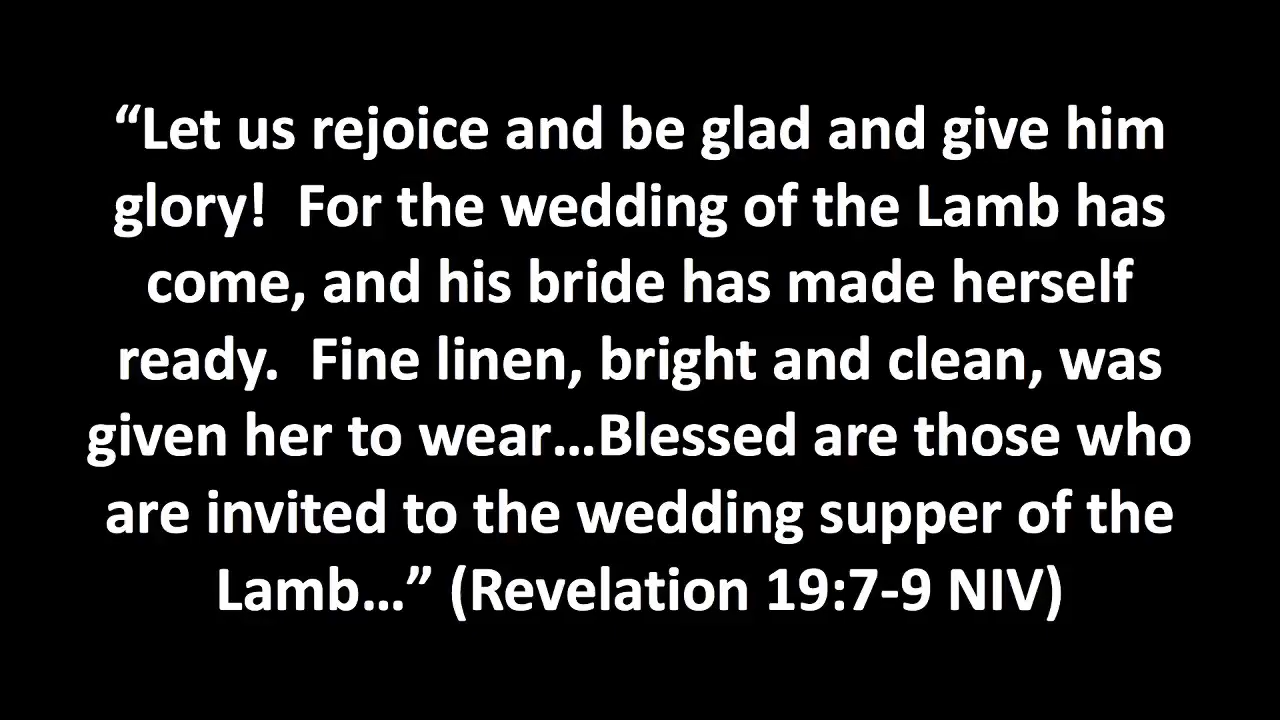 “Let us rejoice and be glad and give him
glory!  For the wedding of the Lamb has
come, and his bride has made herself
ready.  Fine linen, bright and clean, was
given her to wear…Blessed are those who
are invited to the wedding supper of the
Lamb…” (Revelation 19:7-9 NIV)